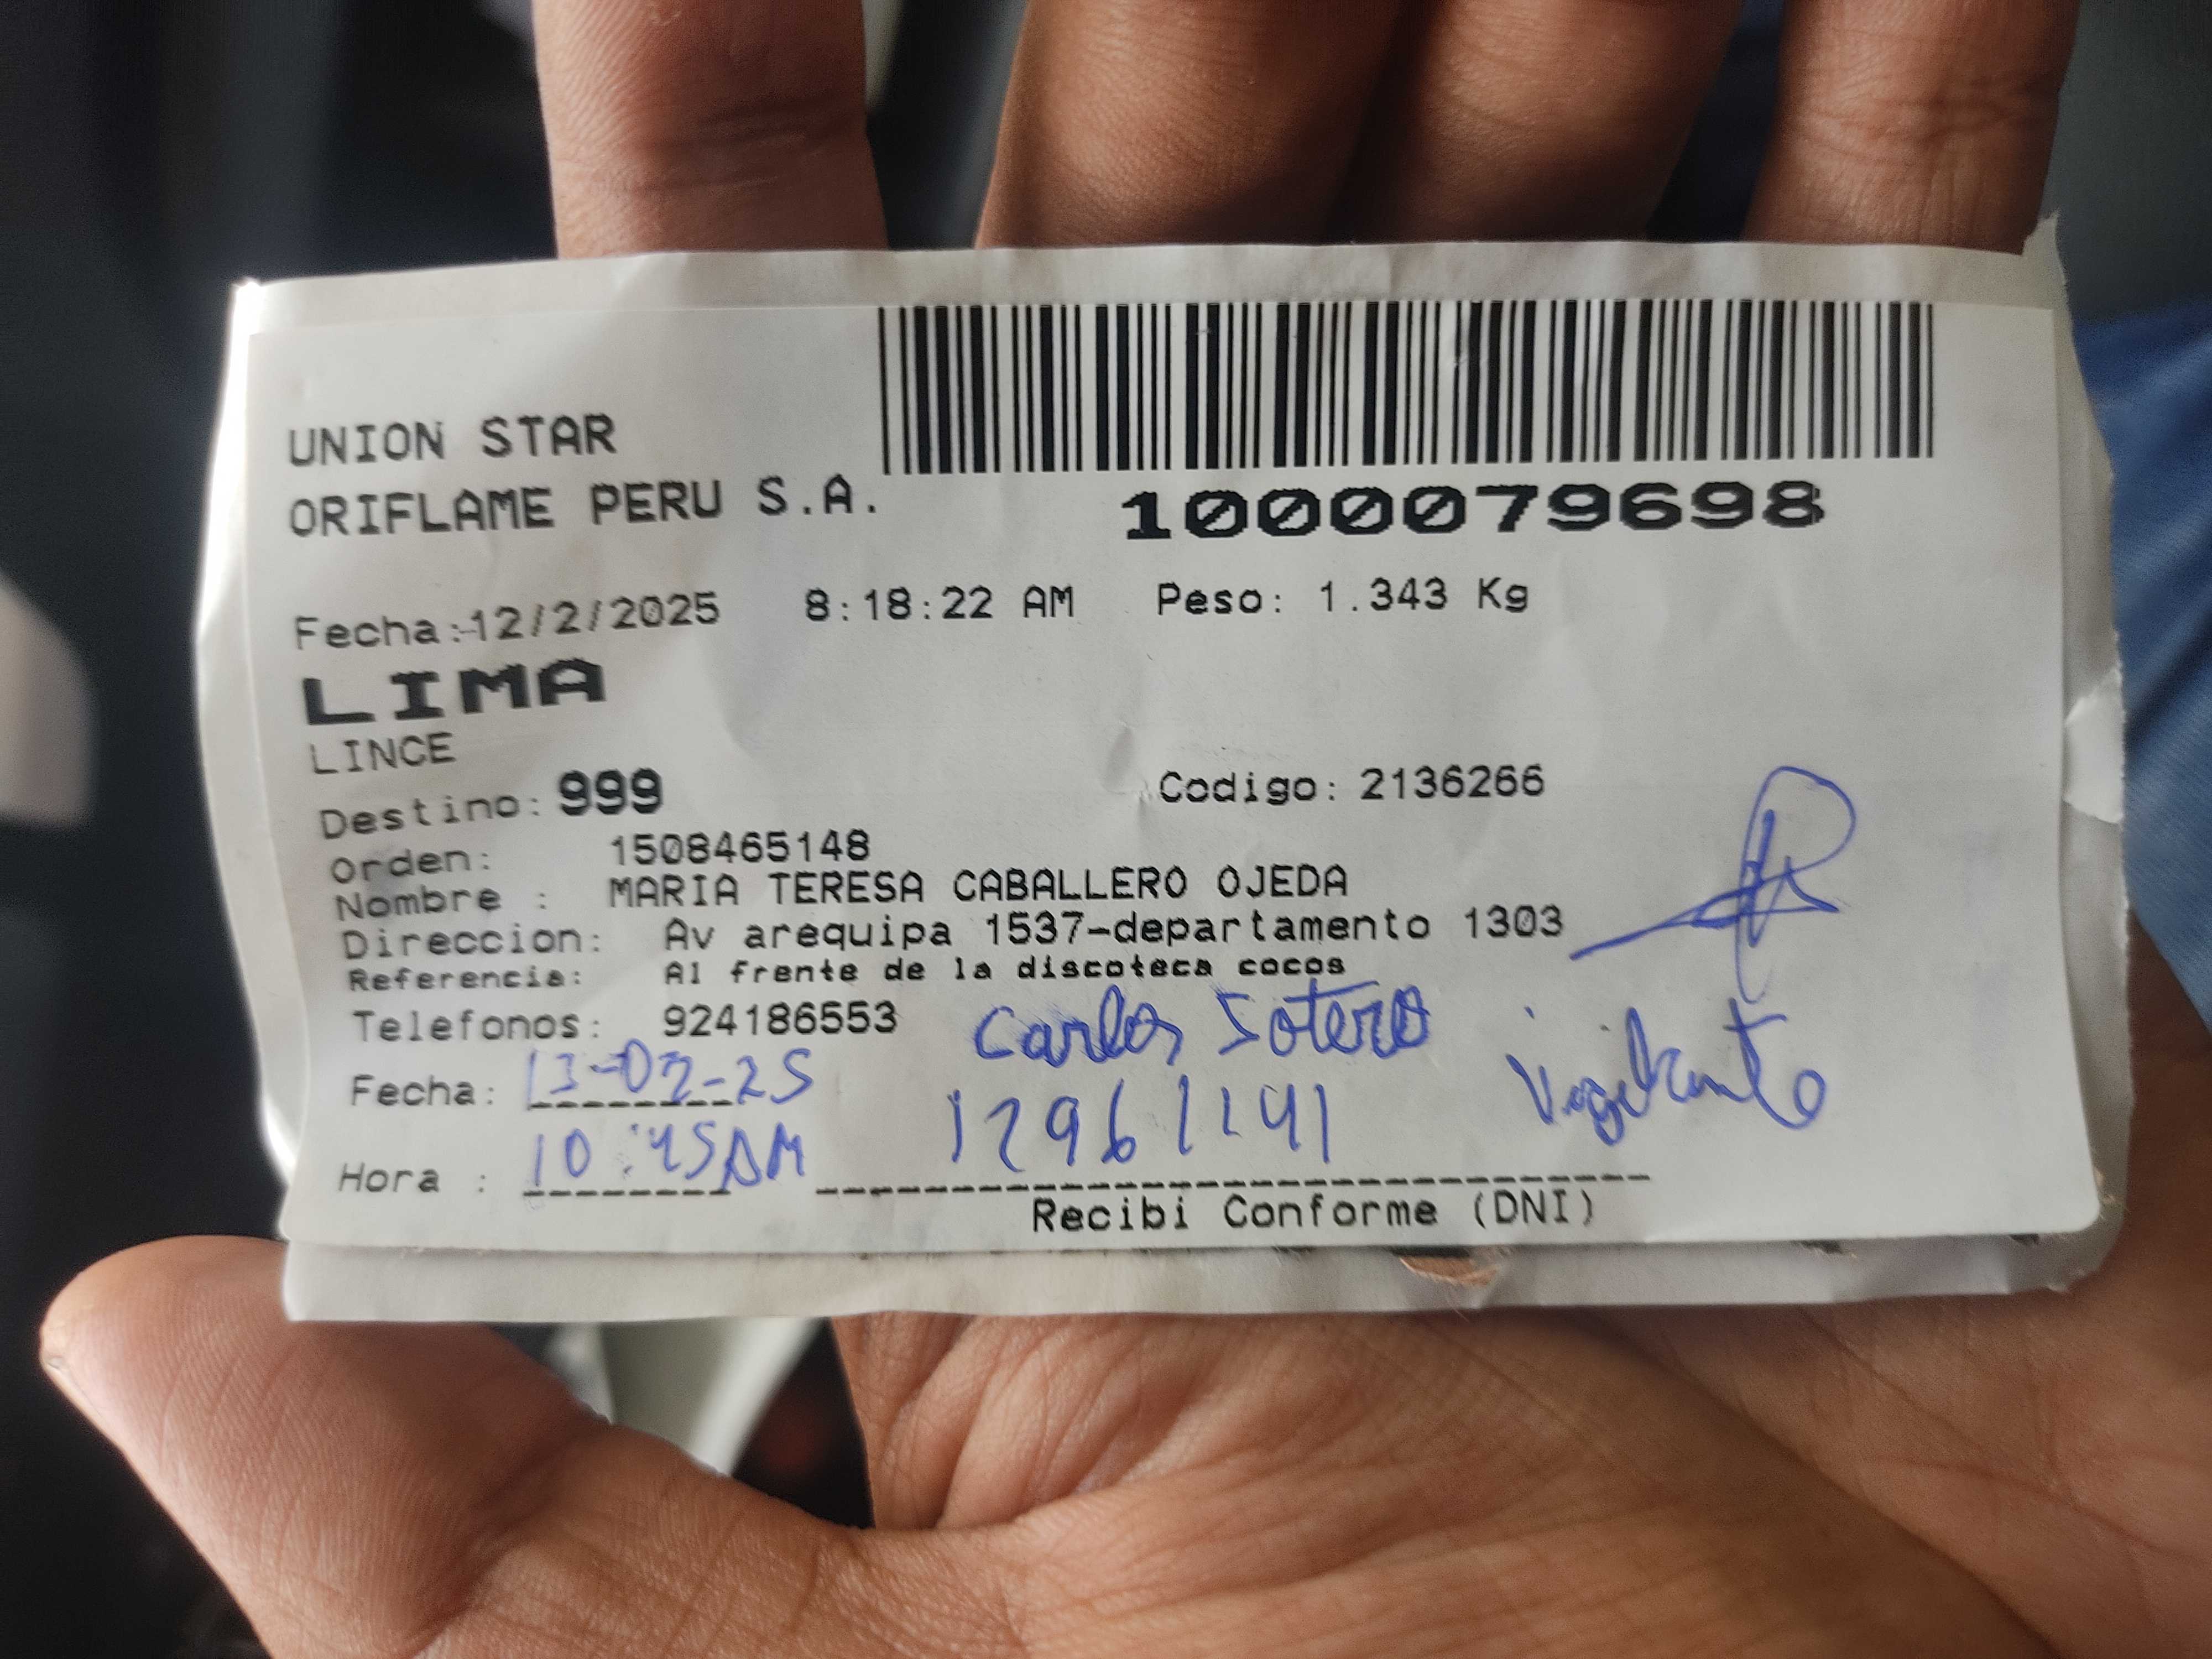 UNION STAR
ORIFLAME PERU S.A.
1000079698
Fecha:12/2/2025 8:18:22 AM Peso: 1.343 Kg
LIMA
LINCE
Destino: 999 Codigo: 2136266
Orden: 1508465148
Nombre : MARIA TERESA CABALLERO OJEDA
Direccion: Av arequipa 1537-departamento 1303
Referencia: Al frente de la discoteca cocos
Telefonos: 924186553
Carlos Sotero Vigilante
Fecha: 13-02-25
Hora : 10:45AM
Recibi Conforme (DNI)